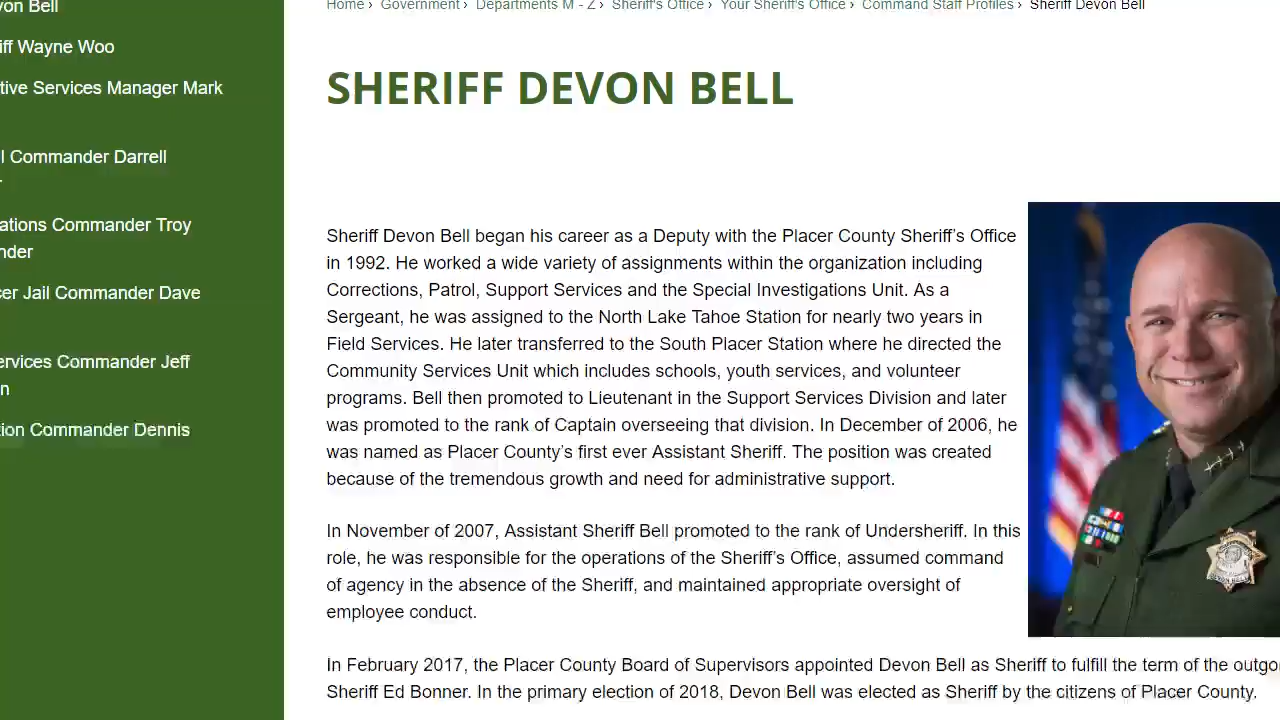 Home › Government › Departments M - Z › Sheriff's Office › Your Sheriff's Office › Command Staff Profiles › Sheriff Devon Bell
von Bell
iff Wayne Woo
tive Services Manager Mark
l Commander Darrell
r
ations Commander Troy
nder
cer Jail Commander Dave
ervices Commander Jeff
n
tion Commander Dennis
SHERIFF DEVON BELL
Sheriff Devon Bell began his career as a Deputy with the Placer County Sheriff’s Office
in 1992. He worked a wide variety of assignments within the organization including
Corrections, Patrol, Support Services and the Special Investigations Unit. As a
Sergeant, he was assigned to the North Lake Tahoe Station for nearly two years in
Field Services. He later transferred to the South Placer Station where he directed the
Community Services Unit which includes schools, youth services, and volunteer
programs. Bell then promoted to Lieutenant in the Support Services Division and later
was promoted to the rank of Captain overseeing that division. In December of 2006, he
was named as Placer County’s first ever Assistant Sheriff. The position was created
because of the tremendous growth and need for administrative support.
In November of 2007, Assistant Sheriff Bell promoted to the rank of Undersheriff. In this
role, he was responsible for the operations of the Sheriff’s Office, assumed command
of agency in the absence of the Sheriff, and maintained appropriate oversight of
employee conduct.
In February 2017, the Placer County Board of Supervisors appointed Devon Bell as Sheriff to fulfill the term of the outgo
Sheriff Ed Bonner. In the primary election of 2018, Devon Bell was elected as Sheriff by the citizens of Placer County.